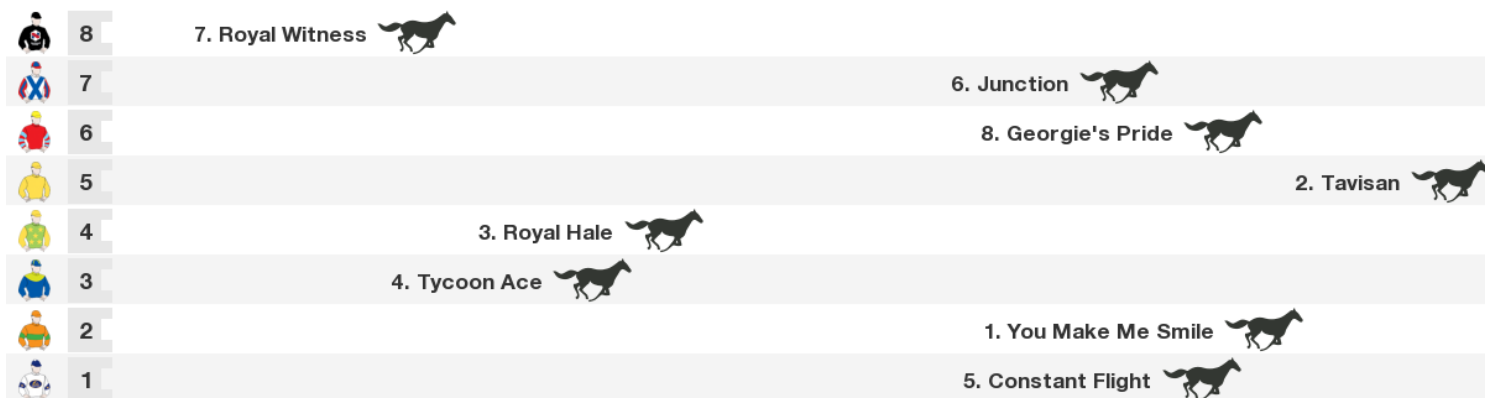 8 7. Royal Witness
7 6. Junction
6 8. Georgie's Pride
5 2. Tavisan
4 3. Royal Hale
3 4. Tycoon Ace
2 1. You Make Me Smile
1 5. Constant Flight